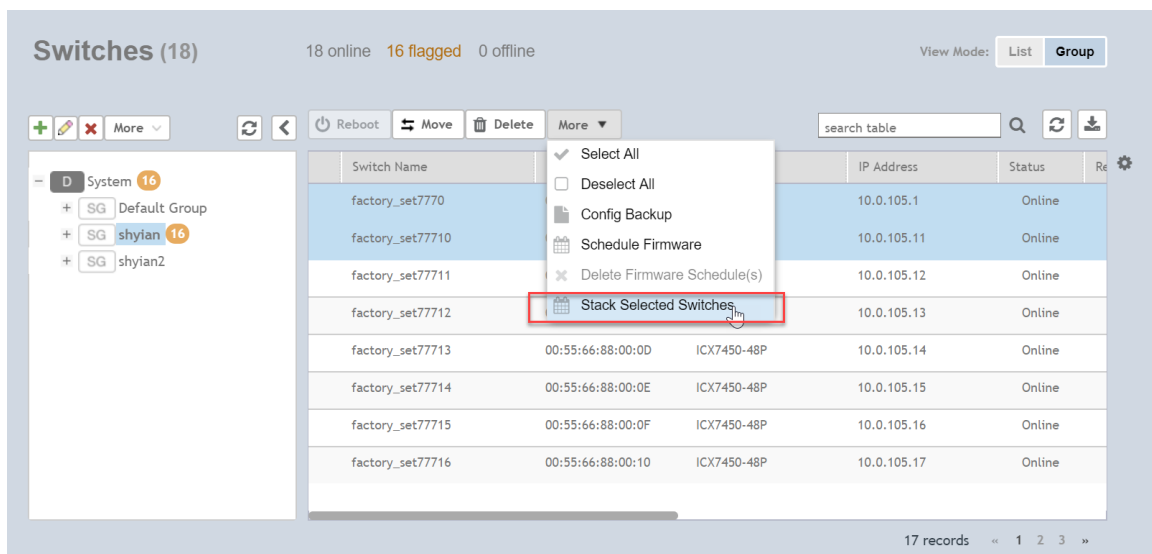 Switches (18) 18 online 16 flagged 0 offline View Mode: List Group
More Reboot Move Delete More search table
Switch Name IP Address Status Re
D System 16
SG Default Group
SG shyian 16
SG shyian2
Select All
Deselect All
Config Backup
Schedule Firmware
Delete Firmware Schedule(s)
Stack Selected Switches
factory_set7770 10.0.105.1 Online
factory_set77710 10.0.105.11 Online
factory_set77711 10.0.105.12 Online
factory_set77712 10.0.105.13 Online
factory_set77713 00:55:66:88:00:0D ICX7450-48P 10.0.105.14 Online
factory_set77714 00:55:66:88:00:0E ICX7450-48P 10.0.105.15 Online
factory_set77715 00:55:66:88:00:0F ICX7450-48P 10.0.105.16 Online
factory_set77716 00:55:66:88:00:10 ICX7450-48P 10.0.105.17 Online
17 records « 1 2 3 »